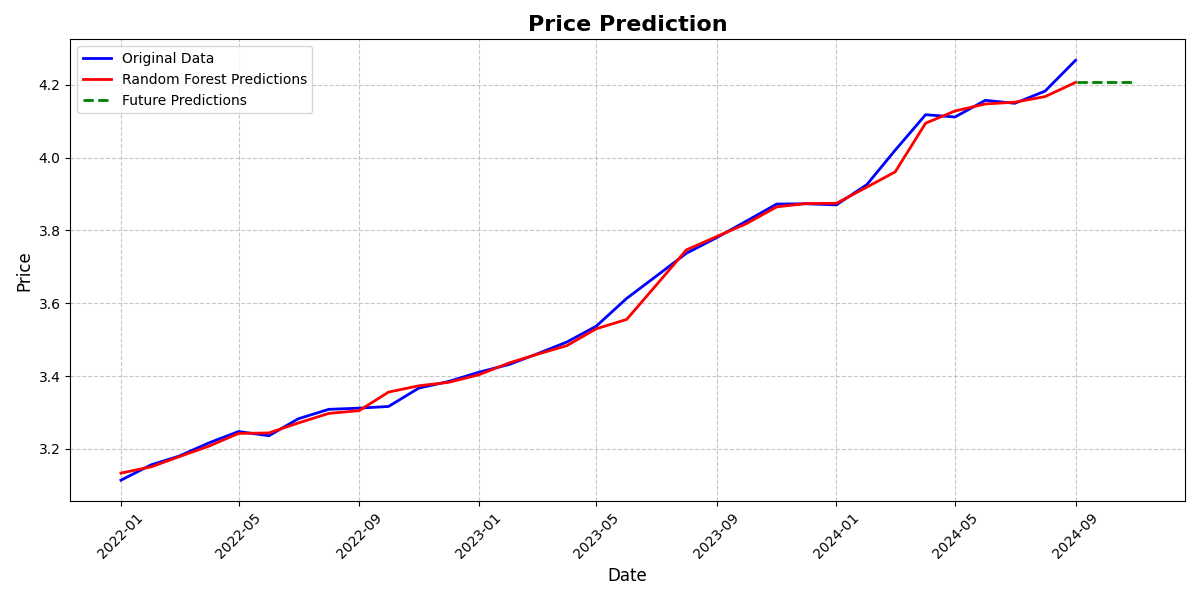 Price Prediction
Original Data
Random Forest Predictions
Future Predictions
Price
4.2
4.0
3.8
3.6
3.4
3.2
2022-01
2022-05
2022-09
2023-01
2023-05
2023-09
2024-01
2024-05
2024-09
Date